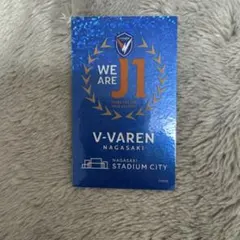 WE ARE J1
V-VAREN
NAGASAKI
NAGASAKI
STADIUM CITY